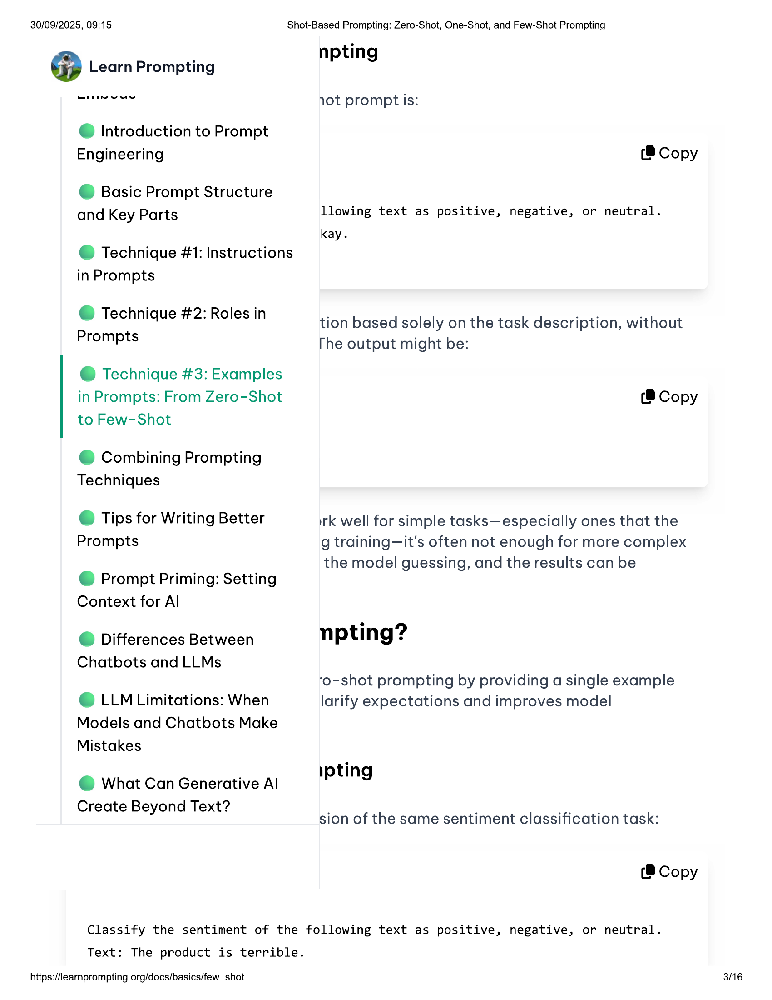 30/09/2025, 09:15
Shot-Based Prompting: Zero-Shot, One-Shot, and Few-Shot Prompting
Learn Prompting
Introduction to Prompt
Engineering
Basic Prompt Structure
and Key Parts
Technique #1: Instructions
in Prompts
Technique #2: Roles in
Prompts
Technique #3: Examples
in Prompts: From Zero-Shot
to Few-Shot
Combining Prompting
Techniques
Tips for Writing Better
Prompts
Prompt Priming: Setting
Context for AI
Differences Between
Chatbots and LLMs
LLM Limitations: When
Models and Chatbots Make
Mistakes
What Can Generative AI
Create Beyond Text?
mpting
hot prompt is:
Copy
llowing text as positive, negative, or neutral.
kay.
tion based solely on the task description, without
The output might be:
Copy
rk well for simple tasks—especially ones that the
g training—it's often not enough for more complex
the model guessing, and the results can be
mpting?
ro-shot prompting by providing a single example
larify expectations and improves model
pting
sion of the same sentiment classification task:
Copy
Classify the sentiment of the following text as positive, negative, or neutral.
Text: The product is terrible.
https://learnprompting.org/docs/basics/few_shot
3/16